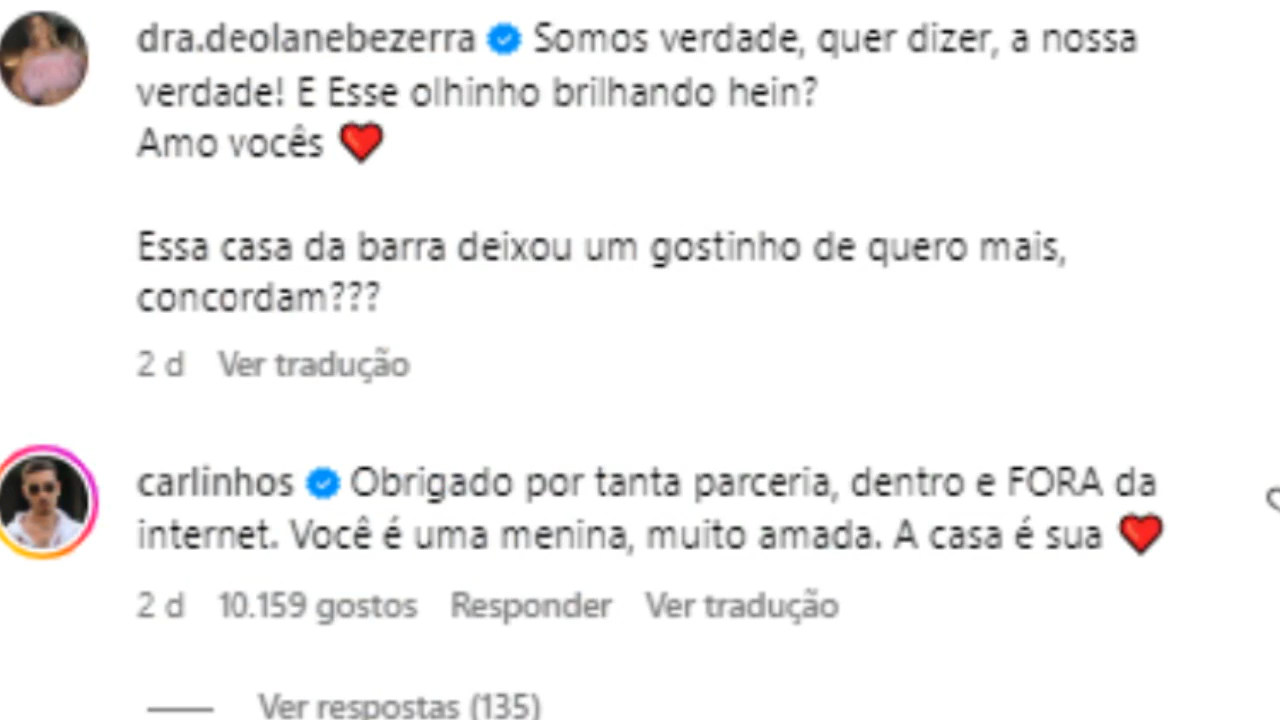 dra.deolanebezerra Somos verdade, quer dizer, a nossa
verdade! E Esse olhinho brilhando hein?
Amo vocês ❤️
Essa casa da barra deixou um gostinho de quero mais,
concordam???
2 d Ver tradução
carlinhos Obrigado por tanta parceria, dentro e FORA da
internet. Você é uma menina, muito amada. A casa é sua ❤️
2 d 10.159 gostos Responder Ver tradução
Ver respostas (135)